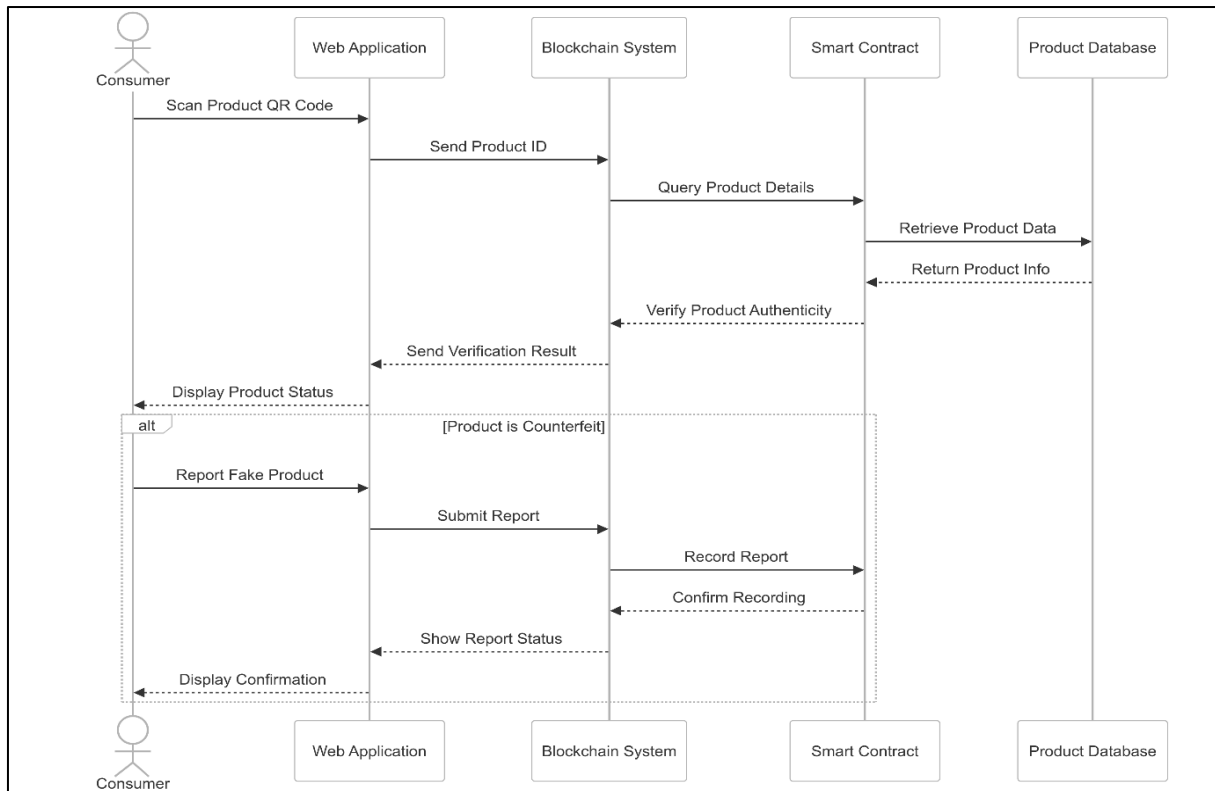 Consumer
Web Application
Blockchain System
Smart Contract
Product Database
Scan Product QR Code
Send Product ID
Query Product Details
Retrieve Product Data
Return Product Info
Verify Product Authenticity
Send Verification Result
Display Product Status
alt
[Product is Counterfeit]
Report Fake Product
Submit Report
Record Report
Confirm Recording
Show Report Status
Display Confirmation
Consumer
Web Application
Blockchain System
Smart Contract
Product Database